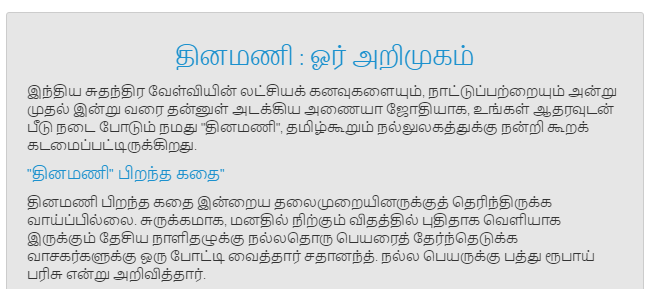 தினமணி : ஓர் அறிமுகம்
இந்திய சுதந்திர வேள்வியின் லட்சியக் கனவுகளையும், நாட்டுப்பற்றையும் அன்று
முதல் இன்று வரை தன்னுள் அடக்கிய அணையா ஜோதியாக, உங்கள் ஆதரவுடன்
பீடு நடை போடும் நமது "தினமணி", தமிழ்கூறும் நல்லுலகத்துக்கு நன்றி கூறக்
கடமைப்பட்டிருக்கிறது.
"தினமணி" பிறந்த கதை"
தினமணி பிறந்த கதை இன்றைய தலைமுறையினருக்குத் தெரிந்திருக்க
வாய்ப்பில்லை. சுருக்கமாக, மனதில் நிற்கும் விதத்தில் புதிதாக வெளியாக
இருக்கும் தேசிய நாளிதழுக்கு நல்லதொரு பெயரைத் தேர்ந்தெடுக்க
வாசகர்களுக்கு ஒரு போட்டி வைத்தார் சதானந்த். நல்ல பெயருக்கு பத்து ரூபாய்
பரிசு என்று அறிவித்தார்.